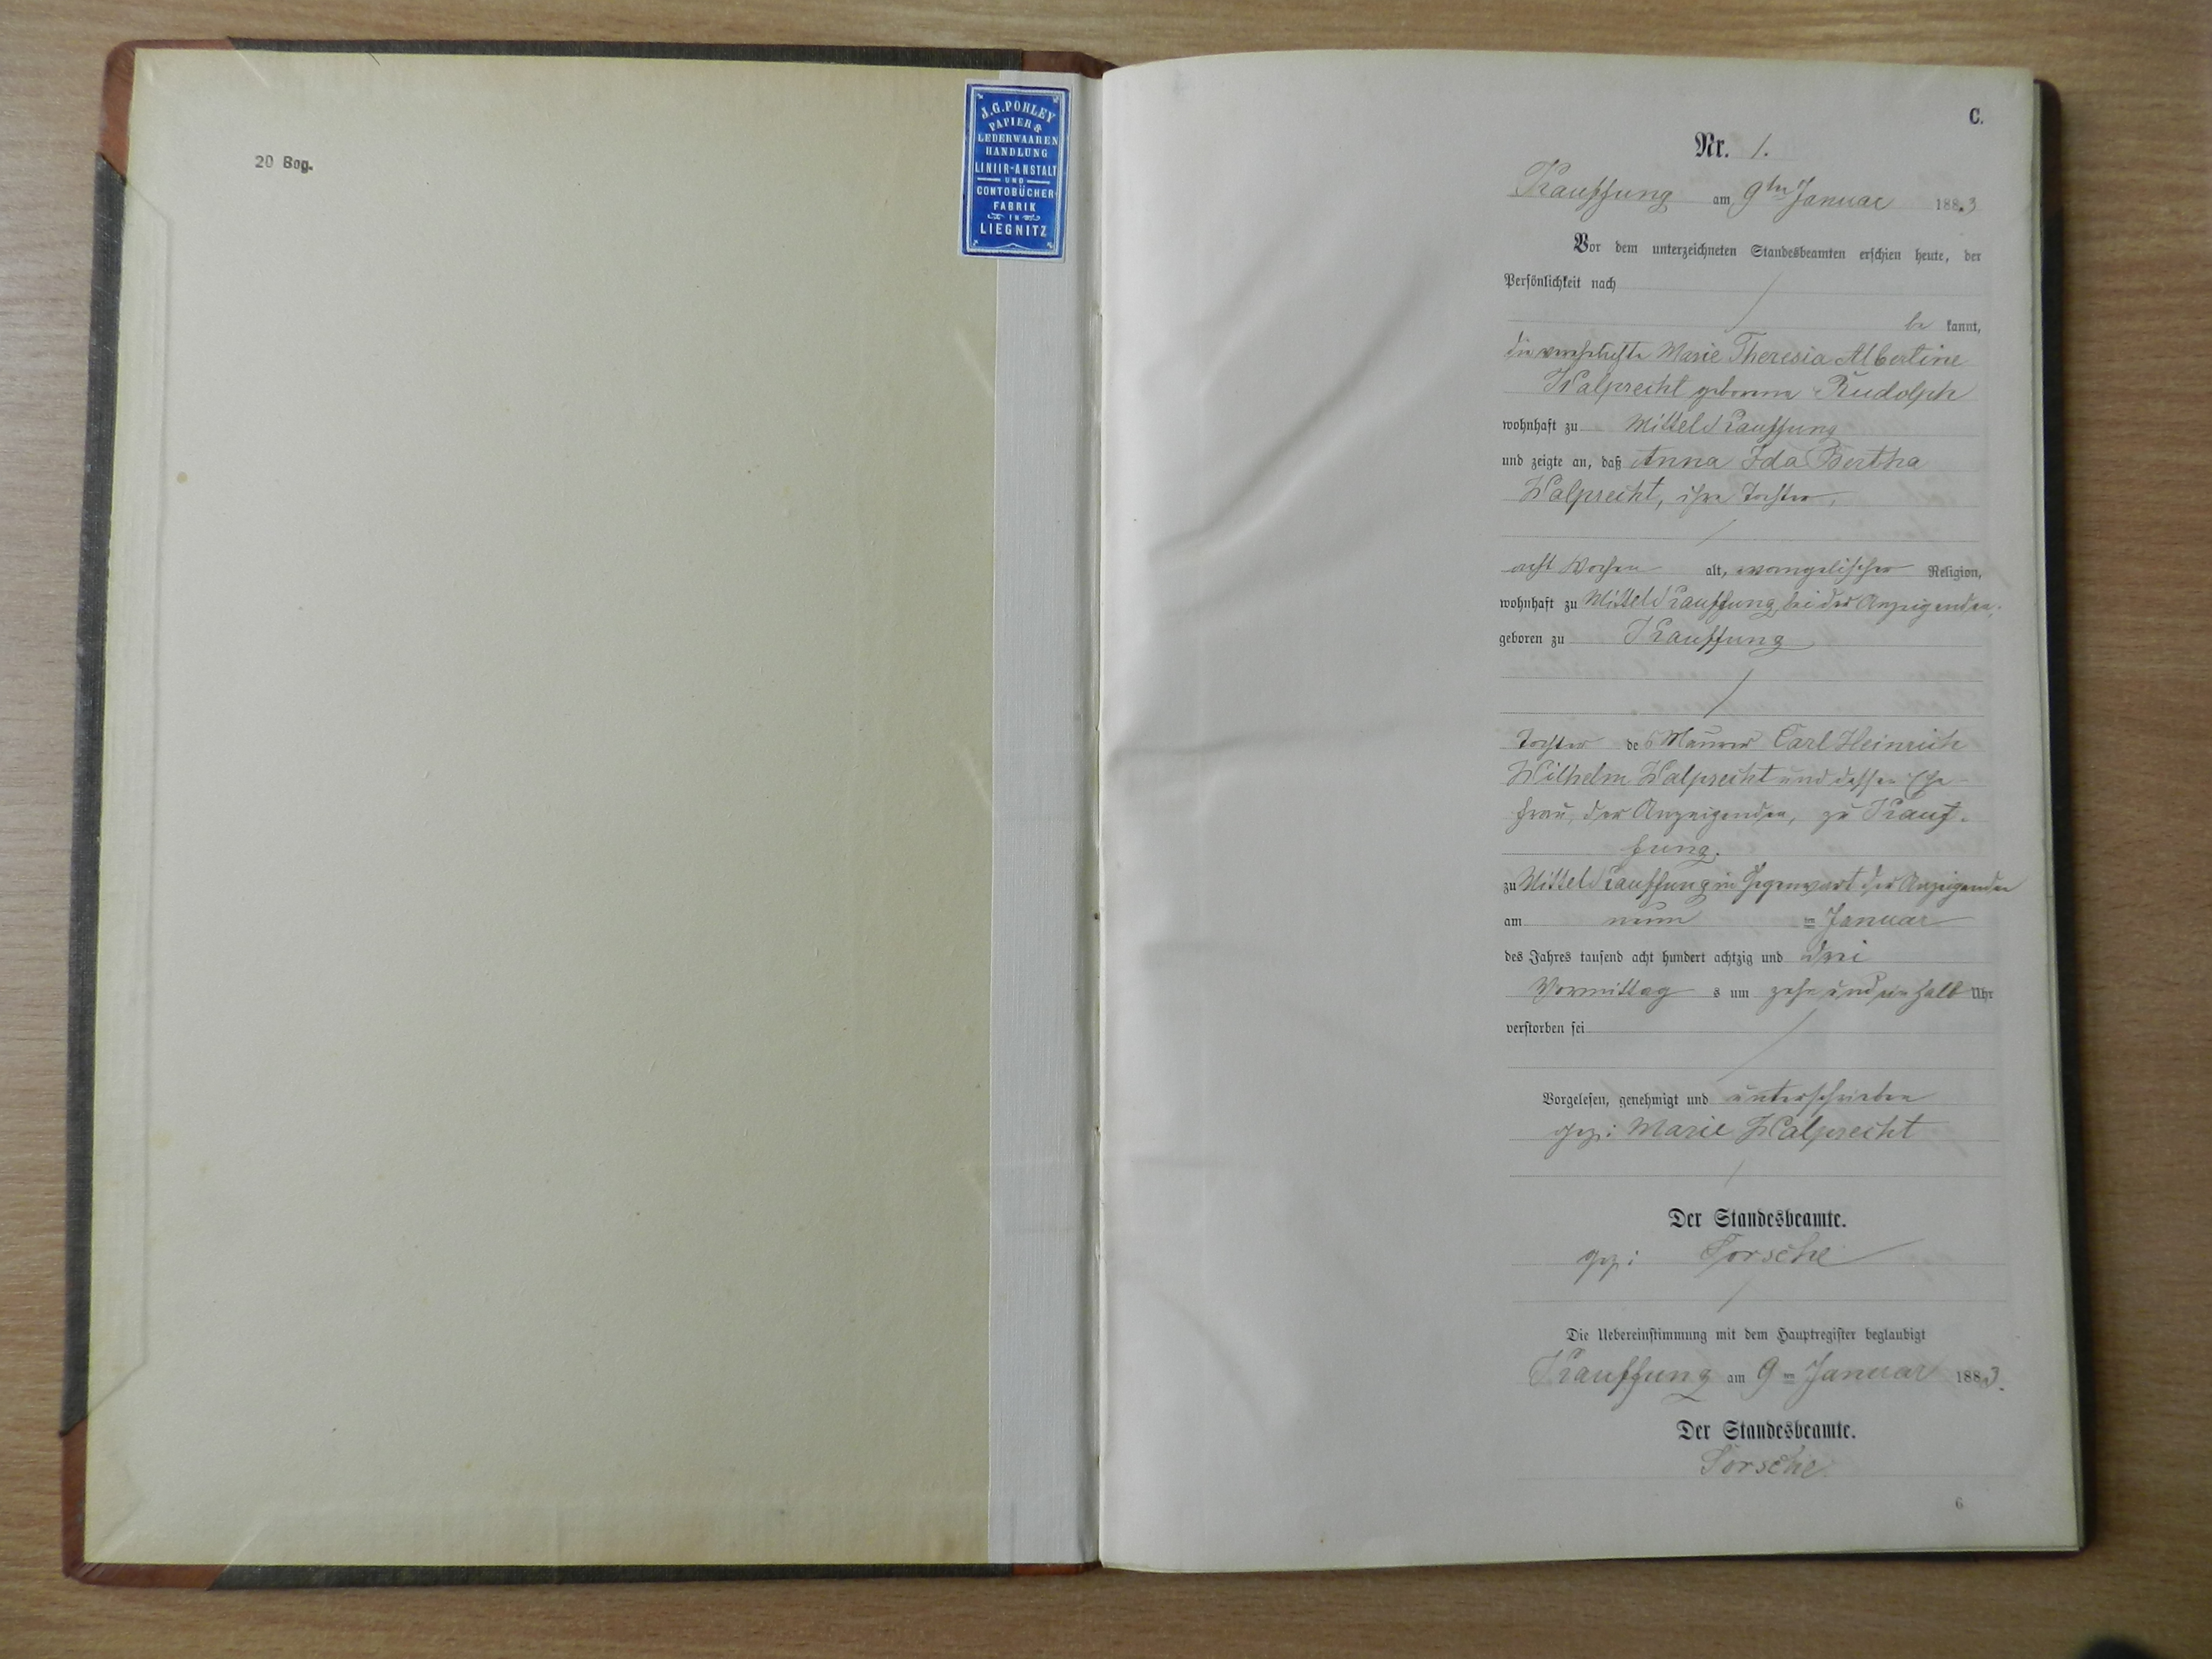 20 Bog.
J. G. POHLEY
PAPIER &
LEDERWAAREN
HANDLUNG
LINIIR-ANSTALT
UND
CONTOBÜCHER
FABRIK
IN
LIEGNITZ
C.
Nr. 1.
Kauffung am 9ten Januar 1883
Vor dem unterzeichneten Standesbeamten erschien heute, der
Persönlichkeit nach
be kannt,
die verehelichte Marie Theresia Albertine
Walprecht geborene Rudolph
wohnhaft zu Mittel Kauffung
und zeigte an, daß Anna Ida Bertha
Walprecht, ihre Tochter,
acht Wochen alt, evangelischer Religion,
wohnhaft zu Mittel Kauffung bei der Anzeigenden,
geboren zu Kauffung
Tochter des Maurer Carl Heinrich
Wilhelm Walprecht und dessen Ehe-
frau, der Anzeigenden, zu Kauf-
fung.
zu Mittel Kauffung in Gegenwart der Anzeigenden
am neun ten Januar
des Jahres tausend acht hundert achtzig und drei
Vormittag s um zehn und ein halb Uhr
verstorben sei
Vorgelesen, genehmigt und unterschrieben
gez: Marie Walprecht
Der Standesbeamte.
gez:
Die Uebereinstimmung mit dem Hauptregister beglaubigt
Kauffung am 9 ten Januar 1883.
Der Standesbeamte.
6